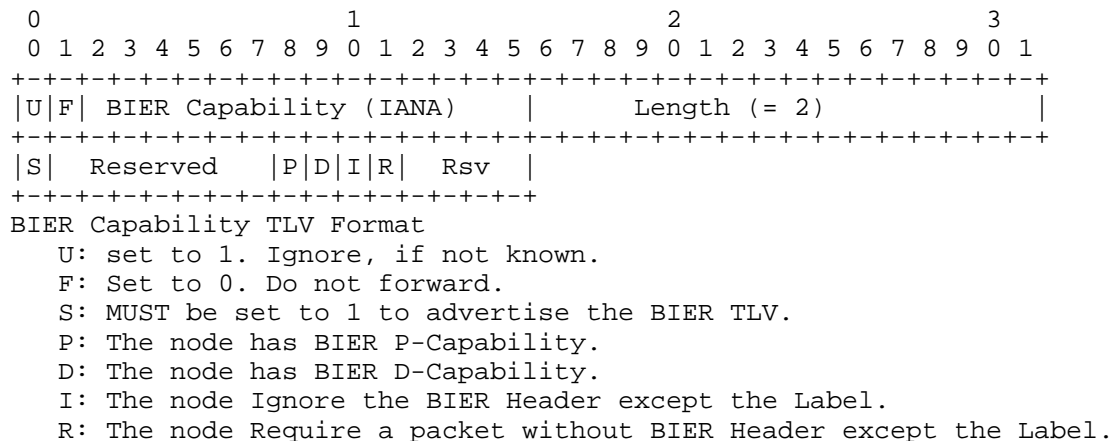 0                   1                   2                   3
 0 1 2 3 4 5 6 7 8 9 0 1 2 3 4 5 6 7 8 9 0 1 2 3 4 5 6 7 8 9 0 1
+-+-+-+-+-+-+-+-+-+-+-+-+-+-+-+-+-+-+-+-+-+-+-+-+-+-+-+-+-+-+-+-+
|U|F| BIER Capability (IANA)    |      Length (= 2)             |
+-+-+-+-+-+-+-+-+-+-+-+-+-+-+-+-+-+-+-+-+-+-+-+-+-+-+-+-+-+-+-+-+
|S|  Reserved   |P|D|I|R|  Rsv  |
+-+-+-+-+-+-+-+-+-+-+-+-+-+-+-+-+
BIER Capability TLV Format
   U: set to 1. Ignore, if not known.
   F: Set to 0. Do not forward.
   S: MUST be set to 1 to advertise the BIER TLV.
   P: The node has BIER P-Capability.
   D: The node has BIER D-Capability.
   I: The node Ignore the BIER Header except the Label.
   R: The node Require a packet without BIER Header except the Label.